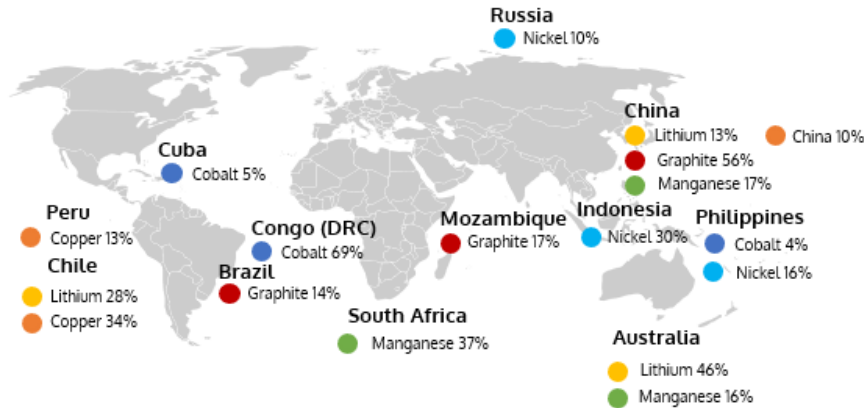 Russia
Nickel 10%
China
Lithium 13%
China 10%
Graphite 56%
Manganese 17%
Cuba
Cobalt 5%
Peru
Copper 13%
Chile
Lithium 28%
Copper 34%
Congo (DRC)
Cobalt 69%
Brazil
Graphite 14%
Mozambique
Graphite 17%
Indonesia
Nickel 30%
Philippines
Cobalt 4%
Nickel 16%
South Africa
Manganese 37%
Australia
Lithium 46%
Manganese 16%